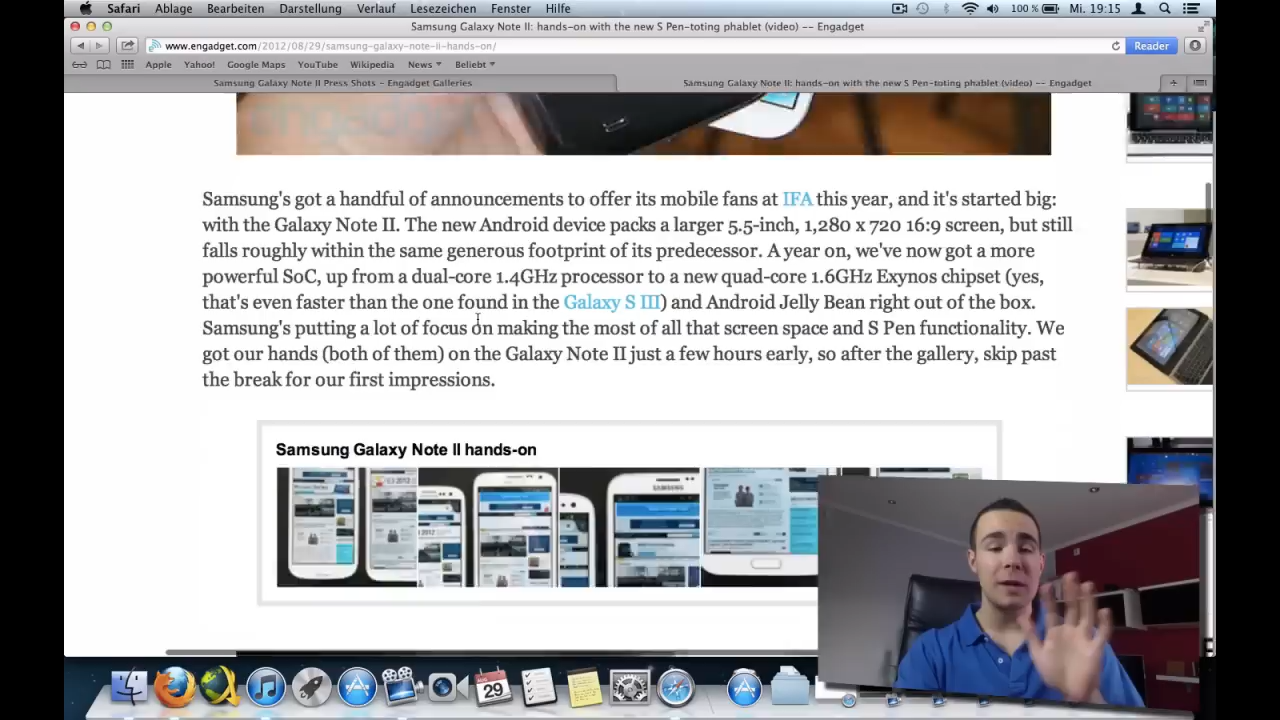 Safari Ablage Bearbeiten Darstellung Verlauf Lesezeichen Fenster Hilfe 100 % Mi. 19:15
Samsung Galaxy Note II: hands-on with the new S Pen-toting phablet (video) -- Engadget
www.engadget.com/2012/08/29/samsung-galaxy-note-ii-hands-on/ Reader
Apple Yahoo! Google Maps YouTube Wikipedia News Beliebt
Samsung Galaxy Note II Press Shots - Engadget Galleries Samsung Galaxy Note II: hands-on with the new S Pen-toting phablet (video) -- Engadget
Samsung's got a handful of announcements to offer its mobile fans at IFA this year, and it's started big:
with the Galaxy Note II. The new Android device packs a larger 5.5-inch, 1,280 x 720 16:9 screen, but still
falls roughly within the same generous footprint of its predecessor. A year on, we've now got a more
powerful SoC, up from a dual-core 1.4GHz processor to a new quad-core 1.6GHz Exynos chipset (yes,
that's even faster than the one found in the Galaxy S III) and Android Jelly Bean right out of the box.
Samsung's putting a lot of focus on making the most of all that screen space and S Pen functionality. We
got our hands (both of them) on the Galaxy Note II just a few hours early, so after the gallery, skip past
the break for our first impressions.
Samsung Galaxy Note II hands-on
SAMSUNG
2012
AUG
29